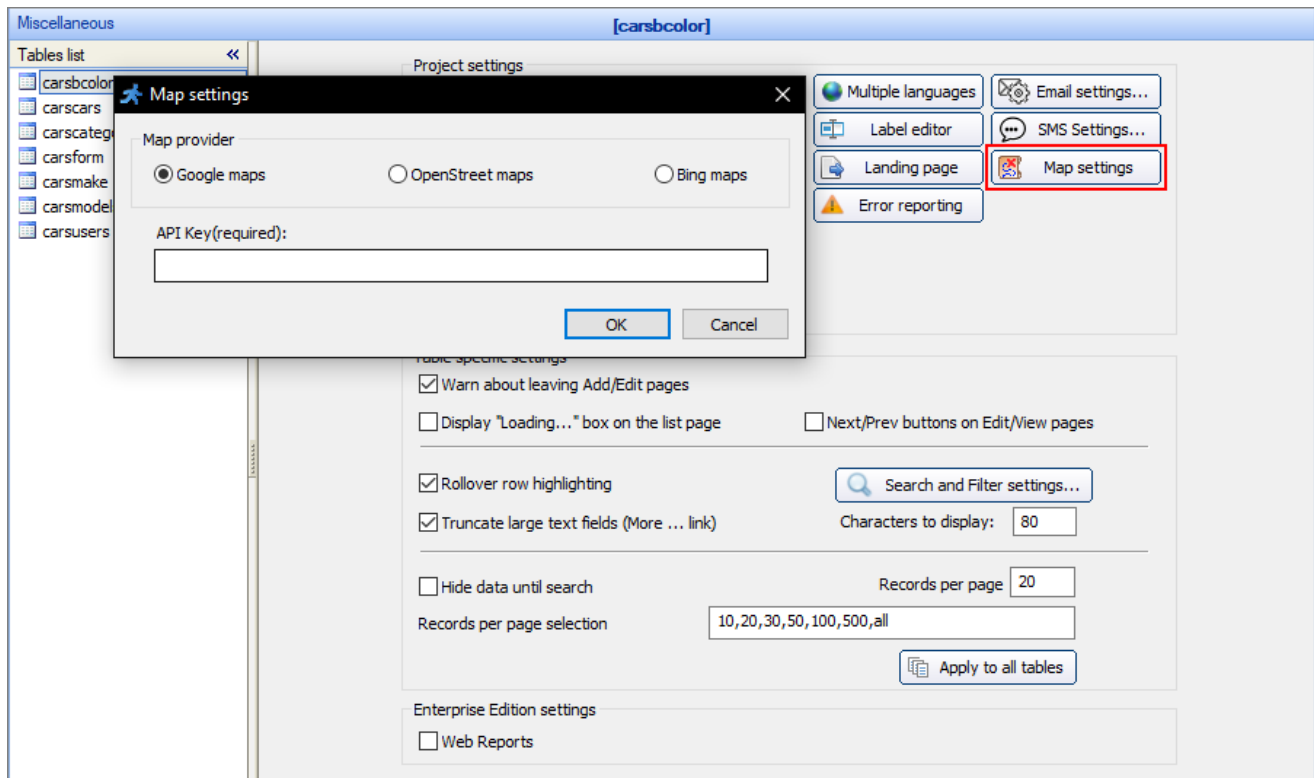 Miscellaneous
[carsbcolor]
Tables list
carsbcolor
carscars
carscatego
carsform
carsmake
carsmodel
carsusers
Project settings
Multiple languages
Email settings...
Label editor
SMS Settings...
Landing page
Map settings
Error reporting
Map settings
Map provider
Google maps
OpenStreet maps
Bing maps
API Key(required):
OK
Cancel
Table specific settings
Warn about leaving Add/Edit pages
Display "Loading..." box on the list page
Next/Prev buttons on Edit/View pages
Rollover row highlighting
Search and Filter settings...
Truncate large text fields (More ... link)
Characters to display:
80
Hide data until search
Records per page
20
Records per page selection
10,20,30,50,100,500,all
Apply to all tables
Enterprise Edition settings
Web Reports